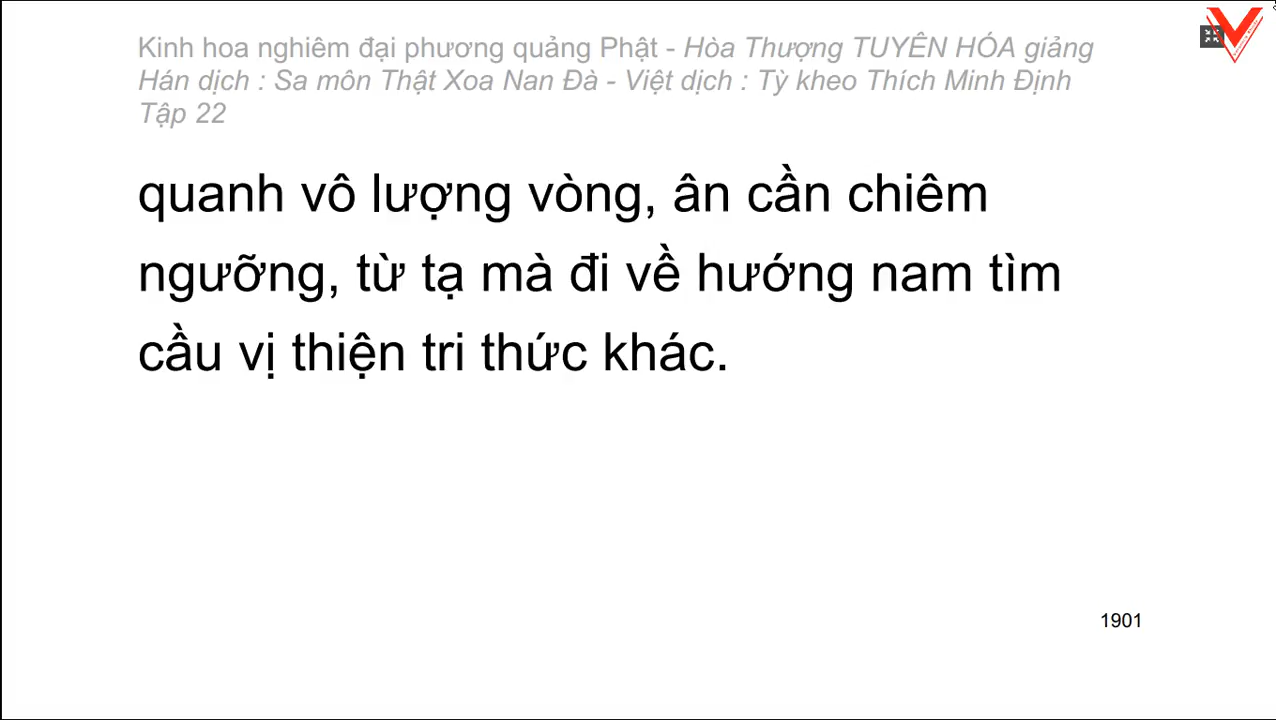 Kinh hoa nghiêm đại phương quảng Phật - Hòa Thượng TUYÊN HÓA giảng
Hán dịch : Sa môn Thật Xoa Nan Đà - Việt dịch : Tỳ kheo Thích Minh Định
Tập 22
quanh vô lượng vòng, ân cần chiêm
ngưỡng, từ tạ mà đi về hướng nam tìm
cầu vị thiện tri thức khác.
1901